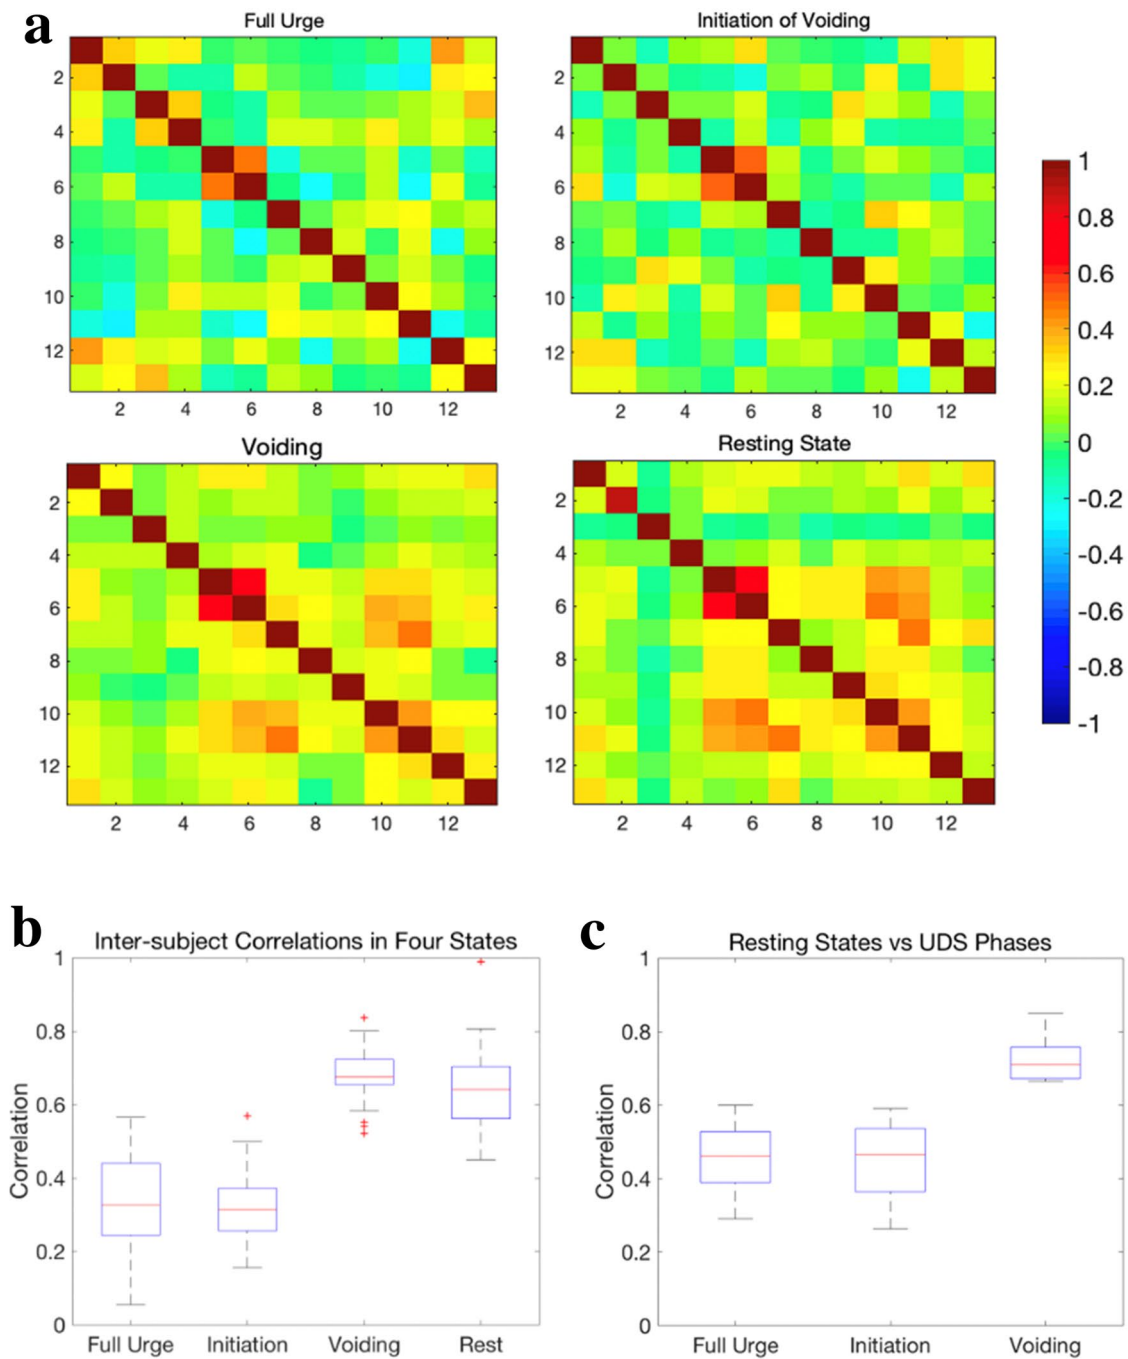 a
Full Urge
Initiation of Voiding
2
4
6
8
10
12
2 4 6 8 10 12
2
4
6
8
10
12
2 4 6 8 10 12
1
0.8
0.6
0.4
0.2
0
-0.2
-0.4
-0.6
-0.8
-1
Voiding
Resting State
2
4
6
8
10
12
2 4 6 8 10 12
2
4
6
8
10
12
2 4 6 8 10 12
b
Inter-subject Correlations in Four States
Correlation
1
0.8
0.6
0.4
0.2
0
Full Urge Initiation Voiding Rest
c
Resting States vs UDS Phases
Correlation
1
0.8
0.6
0.4
0.2
0
Full Urge Initiation Voiding